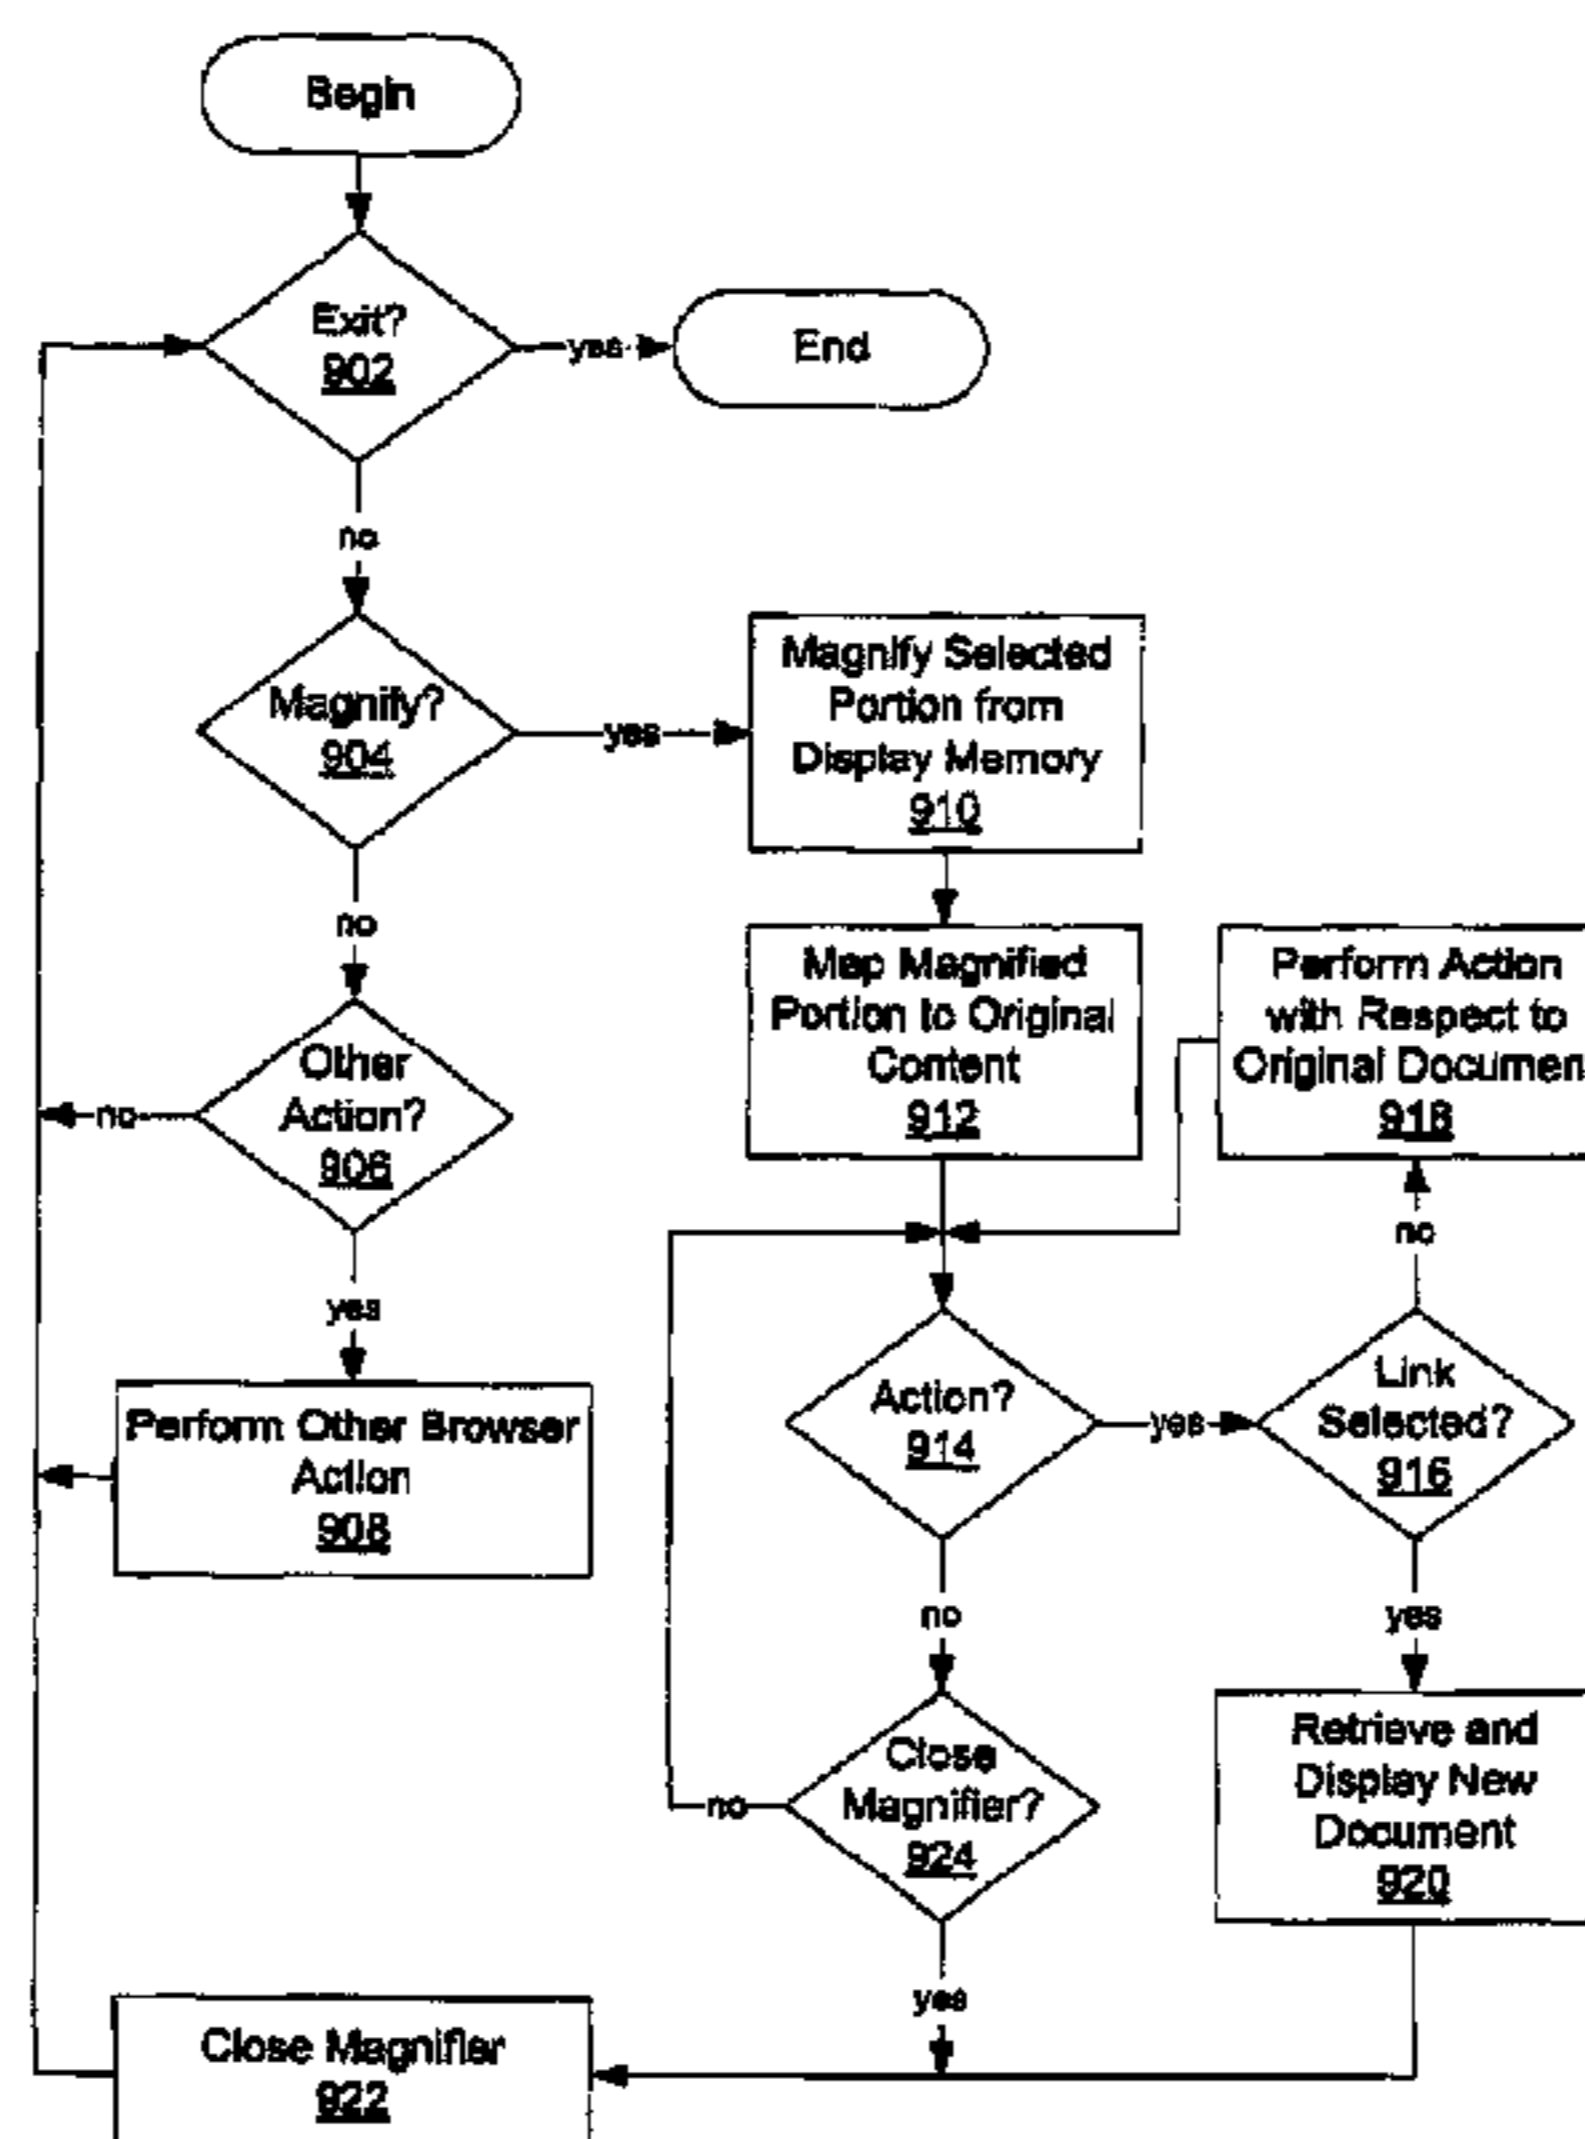 Begin
Exit?
902
yes
End
no
Magnify?
904
yes
Magnify Selected
Portion from
Display Memory
910
no
Map Magnified
Portion to Original
Content
912
Perform Action
with Respect to
Original Documen
918
Other
Action?
906
no
no
yes
Perform Other Browser
Action
908
Action?
914
yes
Link
Selected?
916
no
yes
Close
Magnifier?
924
no
Retrieve and
Display New
Document
920
yes
Close Magnifier
922